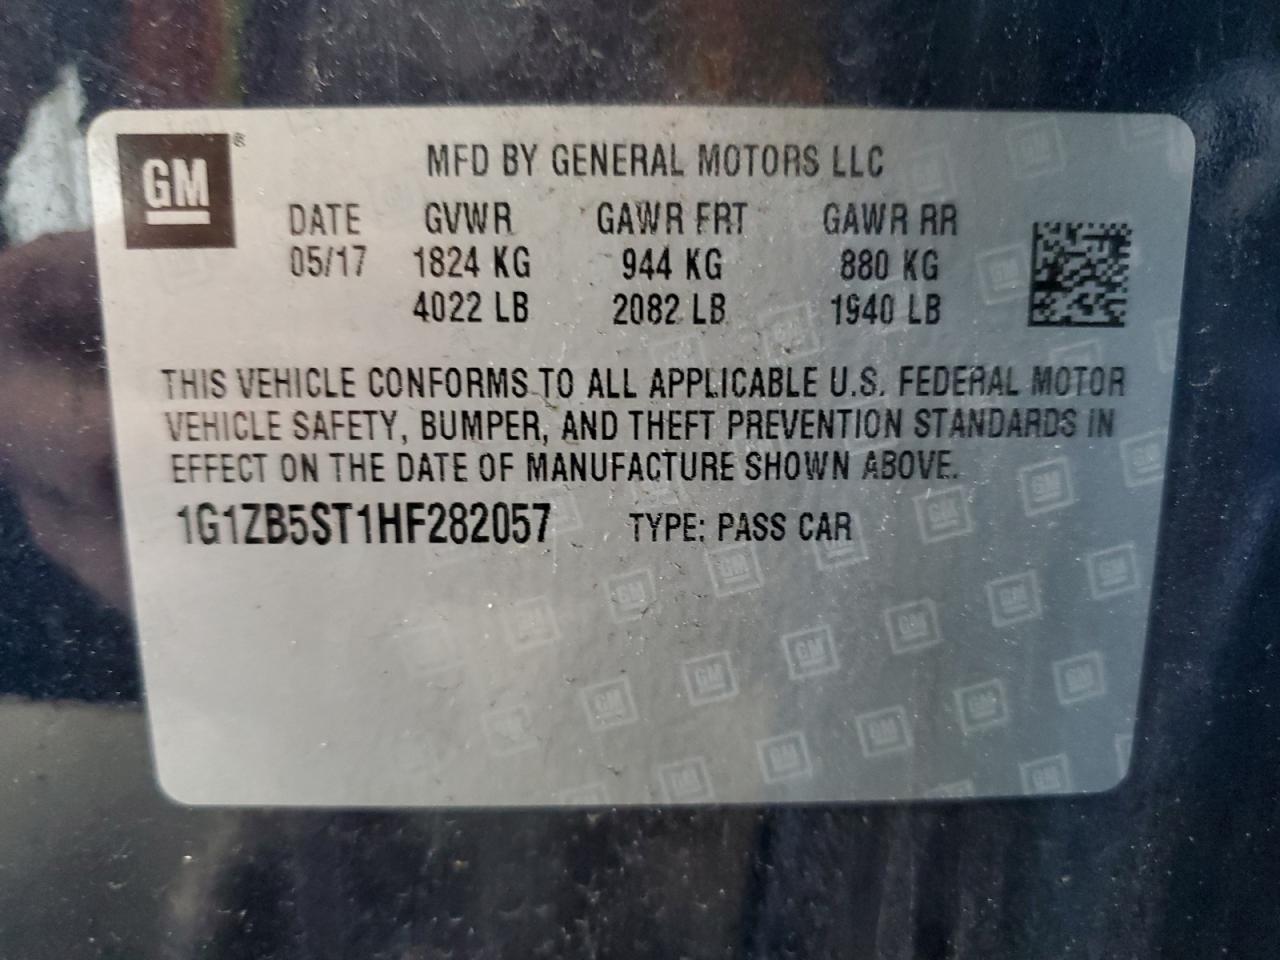 GM ®
MFD BY GENERAL MOTORS LLC
DATE GVWR GAWR FRT GAWR RR
05/17 1824 KG 944 KG 880 KG
4022 LB 2082 LB 1940 LB
THIS VEHICLE CONFORMS TO ALL APPLICABLE U.S. FEDERAL MOTOR
VEHICLE SAFETY, BUMPER, AND THEFT PREVENTION STANDARDS IN
EFFECT ON THE DATE OF MANUFACTURE SHOWN ABOVE.
1G1ZB5ST1HF282057 TYPE: PASS CAR